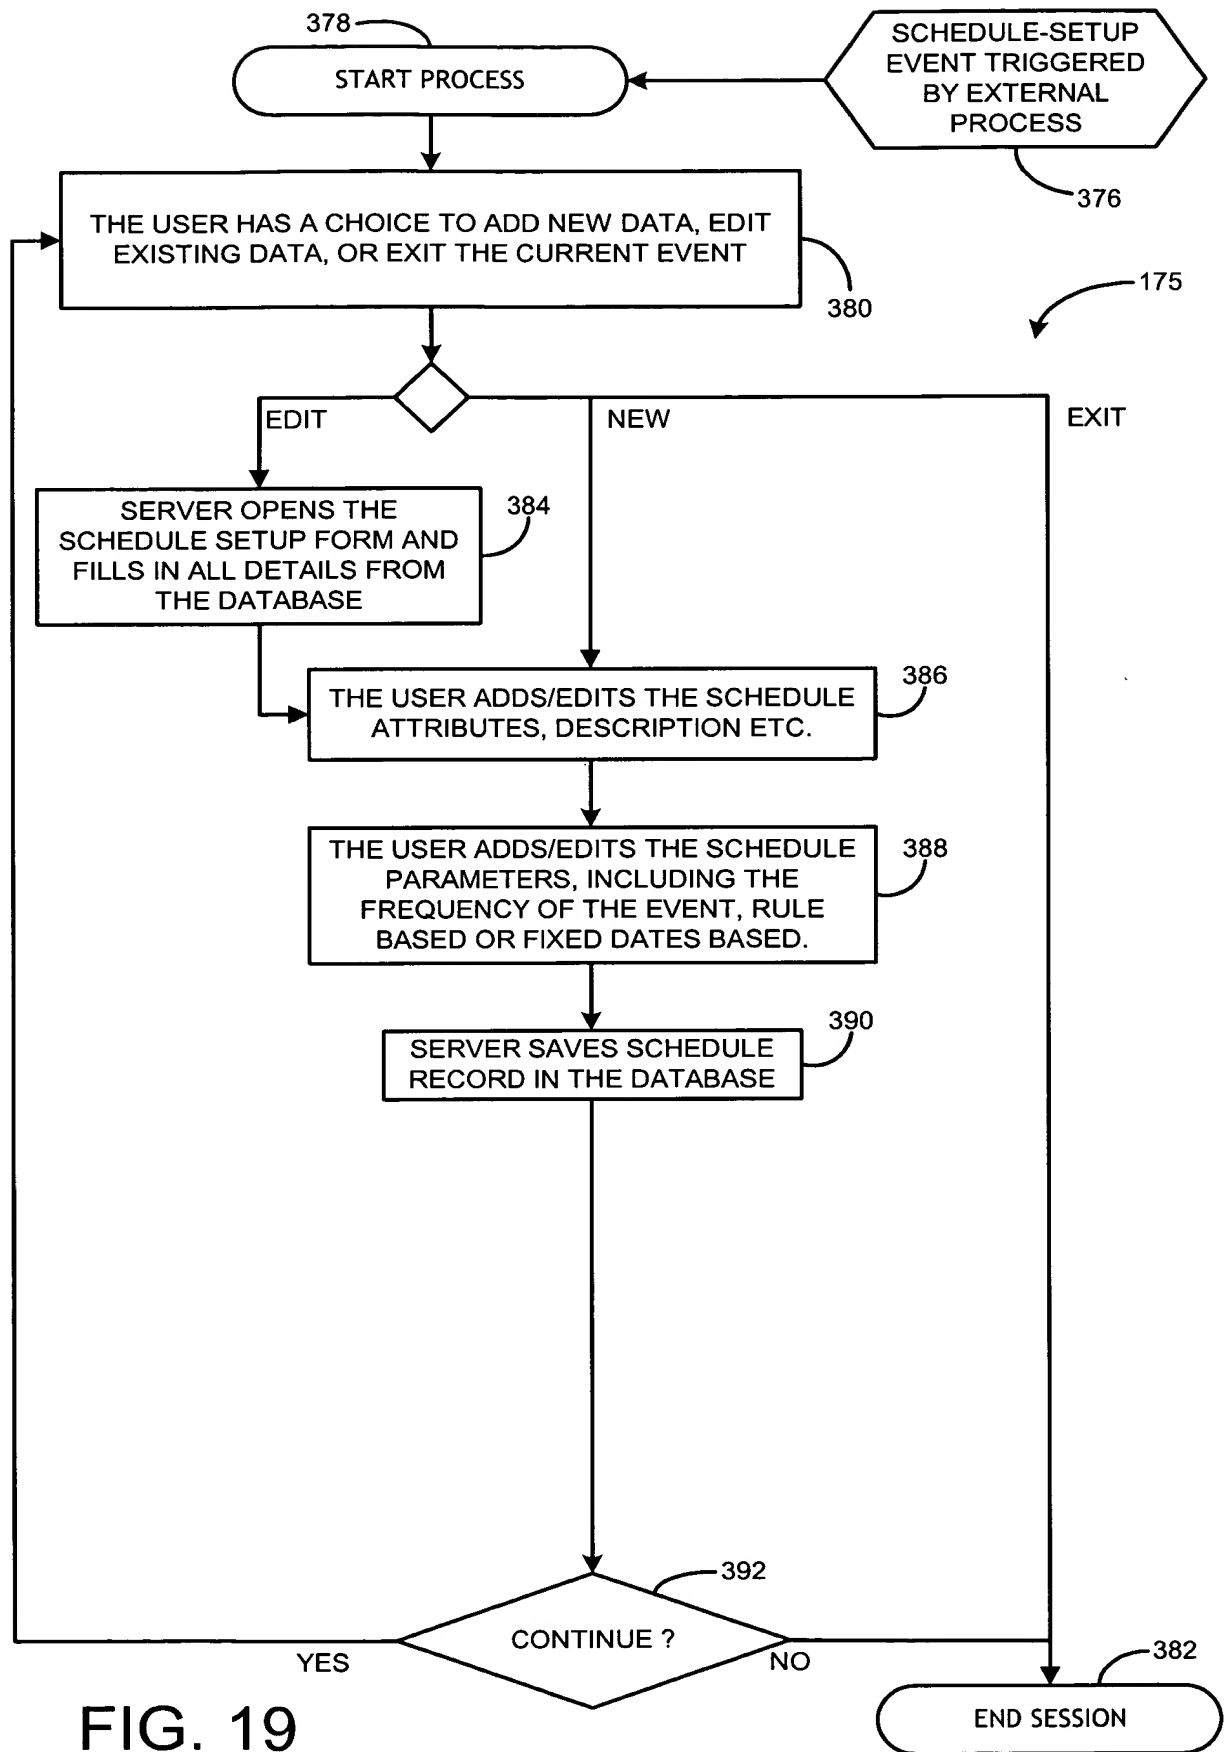 378
START PROCESS
SCHEDULE-SETUP
EVENT TRIGGERED
BY EXTERNAL
PROCESS
376
THE USER HAS A CHOICE TO ADD NEW DATA, EDIT
EXISTING DATA, OR EXIT THE CURRENT EVENT
380
175
EDIT
NEW
EXIT
SERVER OPENS THE
SCHEDULE SETUP FORM AND
FILLS IN ALL DETAILS FROM
THE DATABASE
384
THE USER ADDS/EDITS THE SCHEDULE
ATTRIBUTES, DESCRIPTION ETC.
386
THE USER ADDS/EDITS THE SCHEDULE
PARAMETERS, INCLUDING THE
FREQUENCY OF THE EVENT, RULE
BASED OR FIXED DATES BASED.
388
SERVER SAVES SCHEDULE
RECORD IN THE DATABASE
390
CONTINUE ?
392
YES
NO
382
END SESSION
FIG. 19